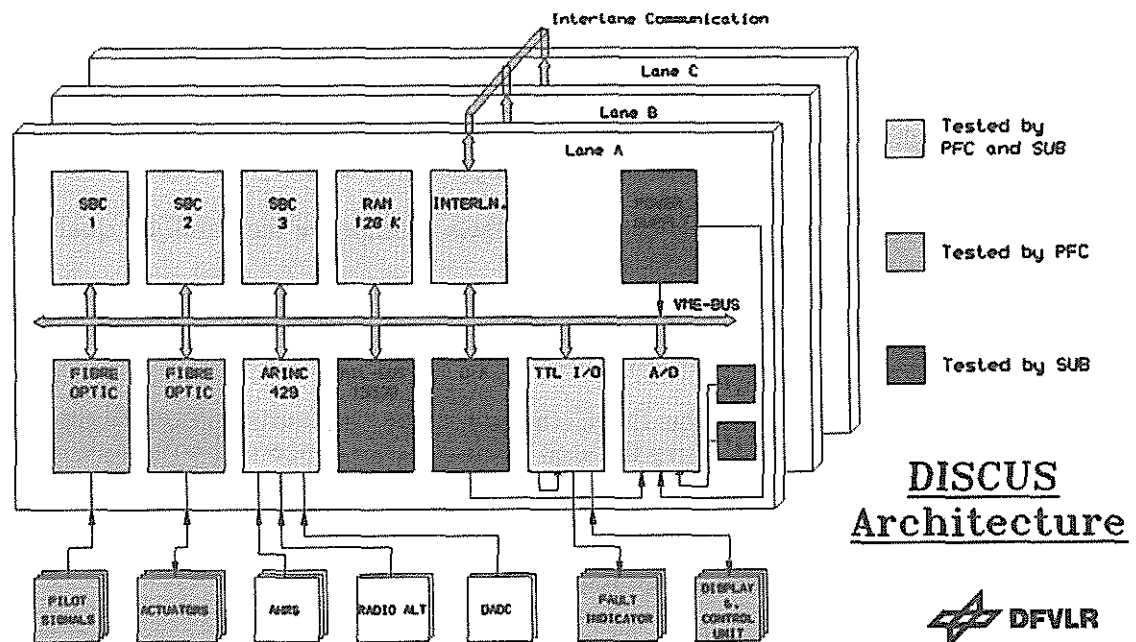 Interlane Communication
Lane C
Lane B
Lane A
SBC
1
SBC
2
SBC
3
RAM
128 K
INTERLN.
POWER
VME-BUS
FIBRE
OPTIC
FIBRE
OPTIC
ARINC
429
TTL I/O
A/D
PILOT
SIGNALS
ACTUATORS
AHRS
RADIO ALT
DADC
FAULT
INDICATOR
DISPLAY
&.
CONTROL
UNIT
Tested by
PFC and SUB
Tested by PFC
Tested by SUB
DISCUS
Architecture
DFVLR